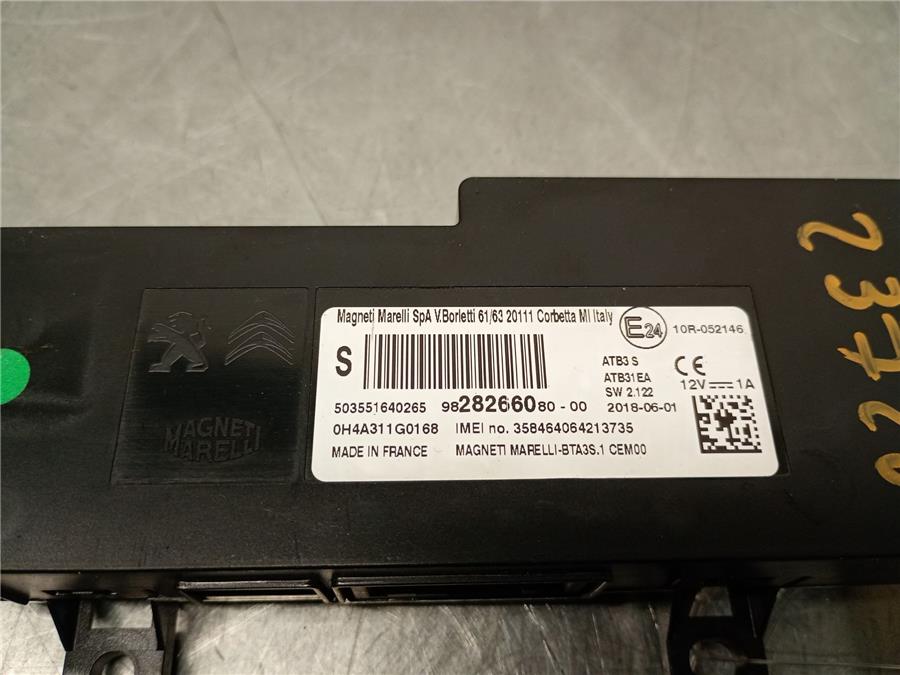 Magneti Marelli SpA V.Borletti 61/63 20111 Corbetta MI Italy
E24
10R-052146
S
ATB3 S
ATB31EA
SW 2.122
2018-06-01
CE
12V 1A
503551640265 9828266080-00
0H4A311G0168 IMEI no. 358464064213735
MADE IN FRANCE MAGNETI MARELLI-BTA3S.1 CEM00
MAGNETI
MARELLI